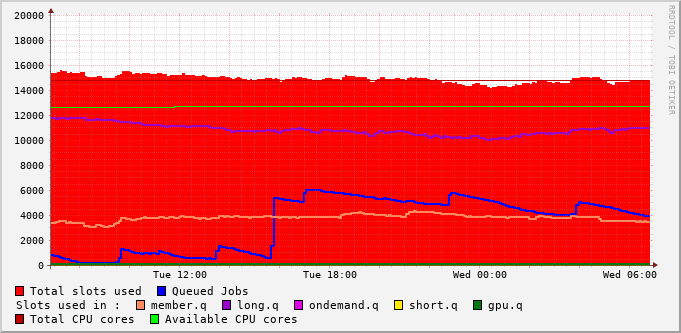 20000
18000
16000
14000
12000
10000
8000
6000
4000
2000
0
Tue 12:00 Tue 18:00 Wed 00:00 Wed 06:00
RRDTOOL / TOBI OETIKER
Total slots used Queued Jobs
Slots used in : member.q long.q ondemand.q short.q gpu.q
Total CPU cores Available CPU cores